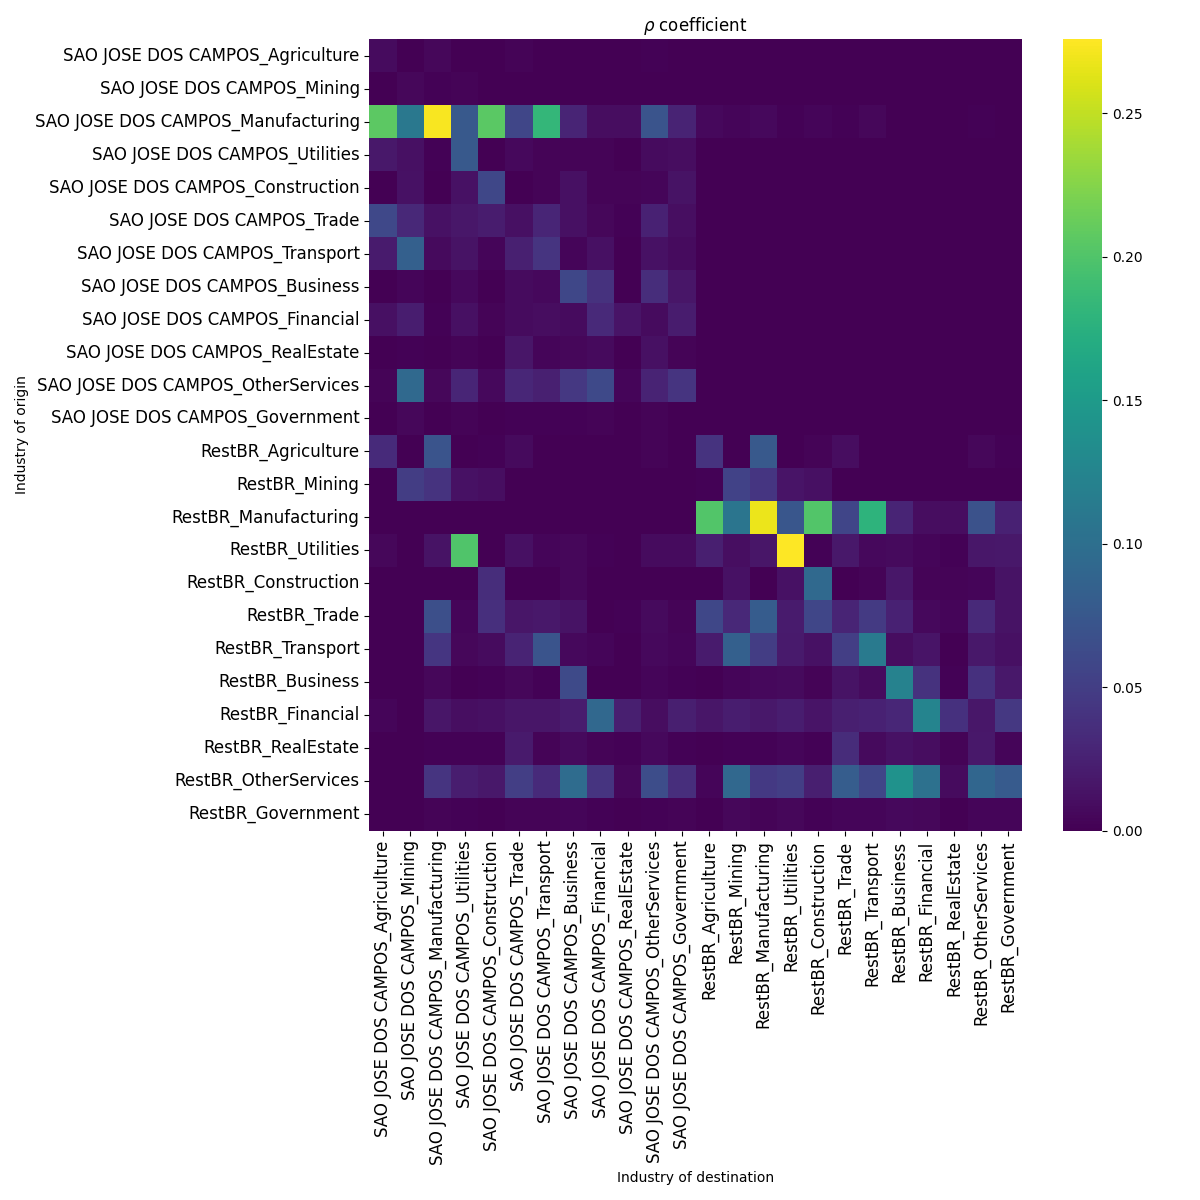 ρ coefficient
SAO JOSE DOS CAMPOS_Agriculture
SAO JOSE DOS CAMPOS_Mining
SAO JOSE DOS CAMPOS_Manufacturing
SAO JOSE DOS CAMPOS_Utilities
SAO JOSE DOS CAMPOS_Construction
SAO JOSE DOS CAMPOS_Trade
SAO JOSE DOS CAMPOS_Transport
SAO JOSE DOS CAMPOS_Business
SAO JOSE DOS CAMPOS_Financial
SAO JOSE DOS CAMPOS_RealEstate
SAO JOSE DOS CAMPOS_OtherServices
SAO JOSE DOS CAMPOS_Government
RestBR_Agriculture
RestBR_Mining
RestBR_Manufacturing
RestBR_Utilities
RestBR_Construction
RestBR_Trade
RestBR_Transport
RestBR_Business
RestBR_Financial
RestBR_RealEstate
RestBR_OtherServices
RestBR_Government
Industry of origin
SAO JOSE DOS CAMPOS_Agriculture
SAO JOSE DOS CAMPOS_Mining
SAO JOSE DOS CAMPOS_Manufacturing
SAO JOSE DOS CAMPOS_Utilities
SAO JOSE DOS CAMPOS_Construction
SAO JOSE DOS CAMPOS_Trade
SAO JOSE DOS CAMPOS_Transport
SAO JOSE DOS CAMPOS_Business
SAO JOSE DOS CAMPOS_Financial
SAO JOSE DOS CAMPOS_RealEstate
SAO JOSE DOS CAMPOS_OtherServices
SAO JOSE DOS CAMPOS_Government
RestBR_Agriculture
RestBR_Mining
RestBR_Manufacturing
RestBR_Utilities
RestBR_Construction
RestBR_Trade
RestBR_Transport
RestBR_Business
RestBR_Financial
RestBR_RealEstate
RestBR_OtherServices
RestBR_Government
Industry of destination
0.25
0.20
0.15
0.10
0.05
0.00